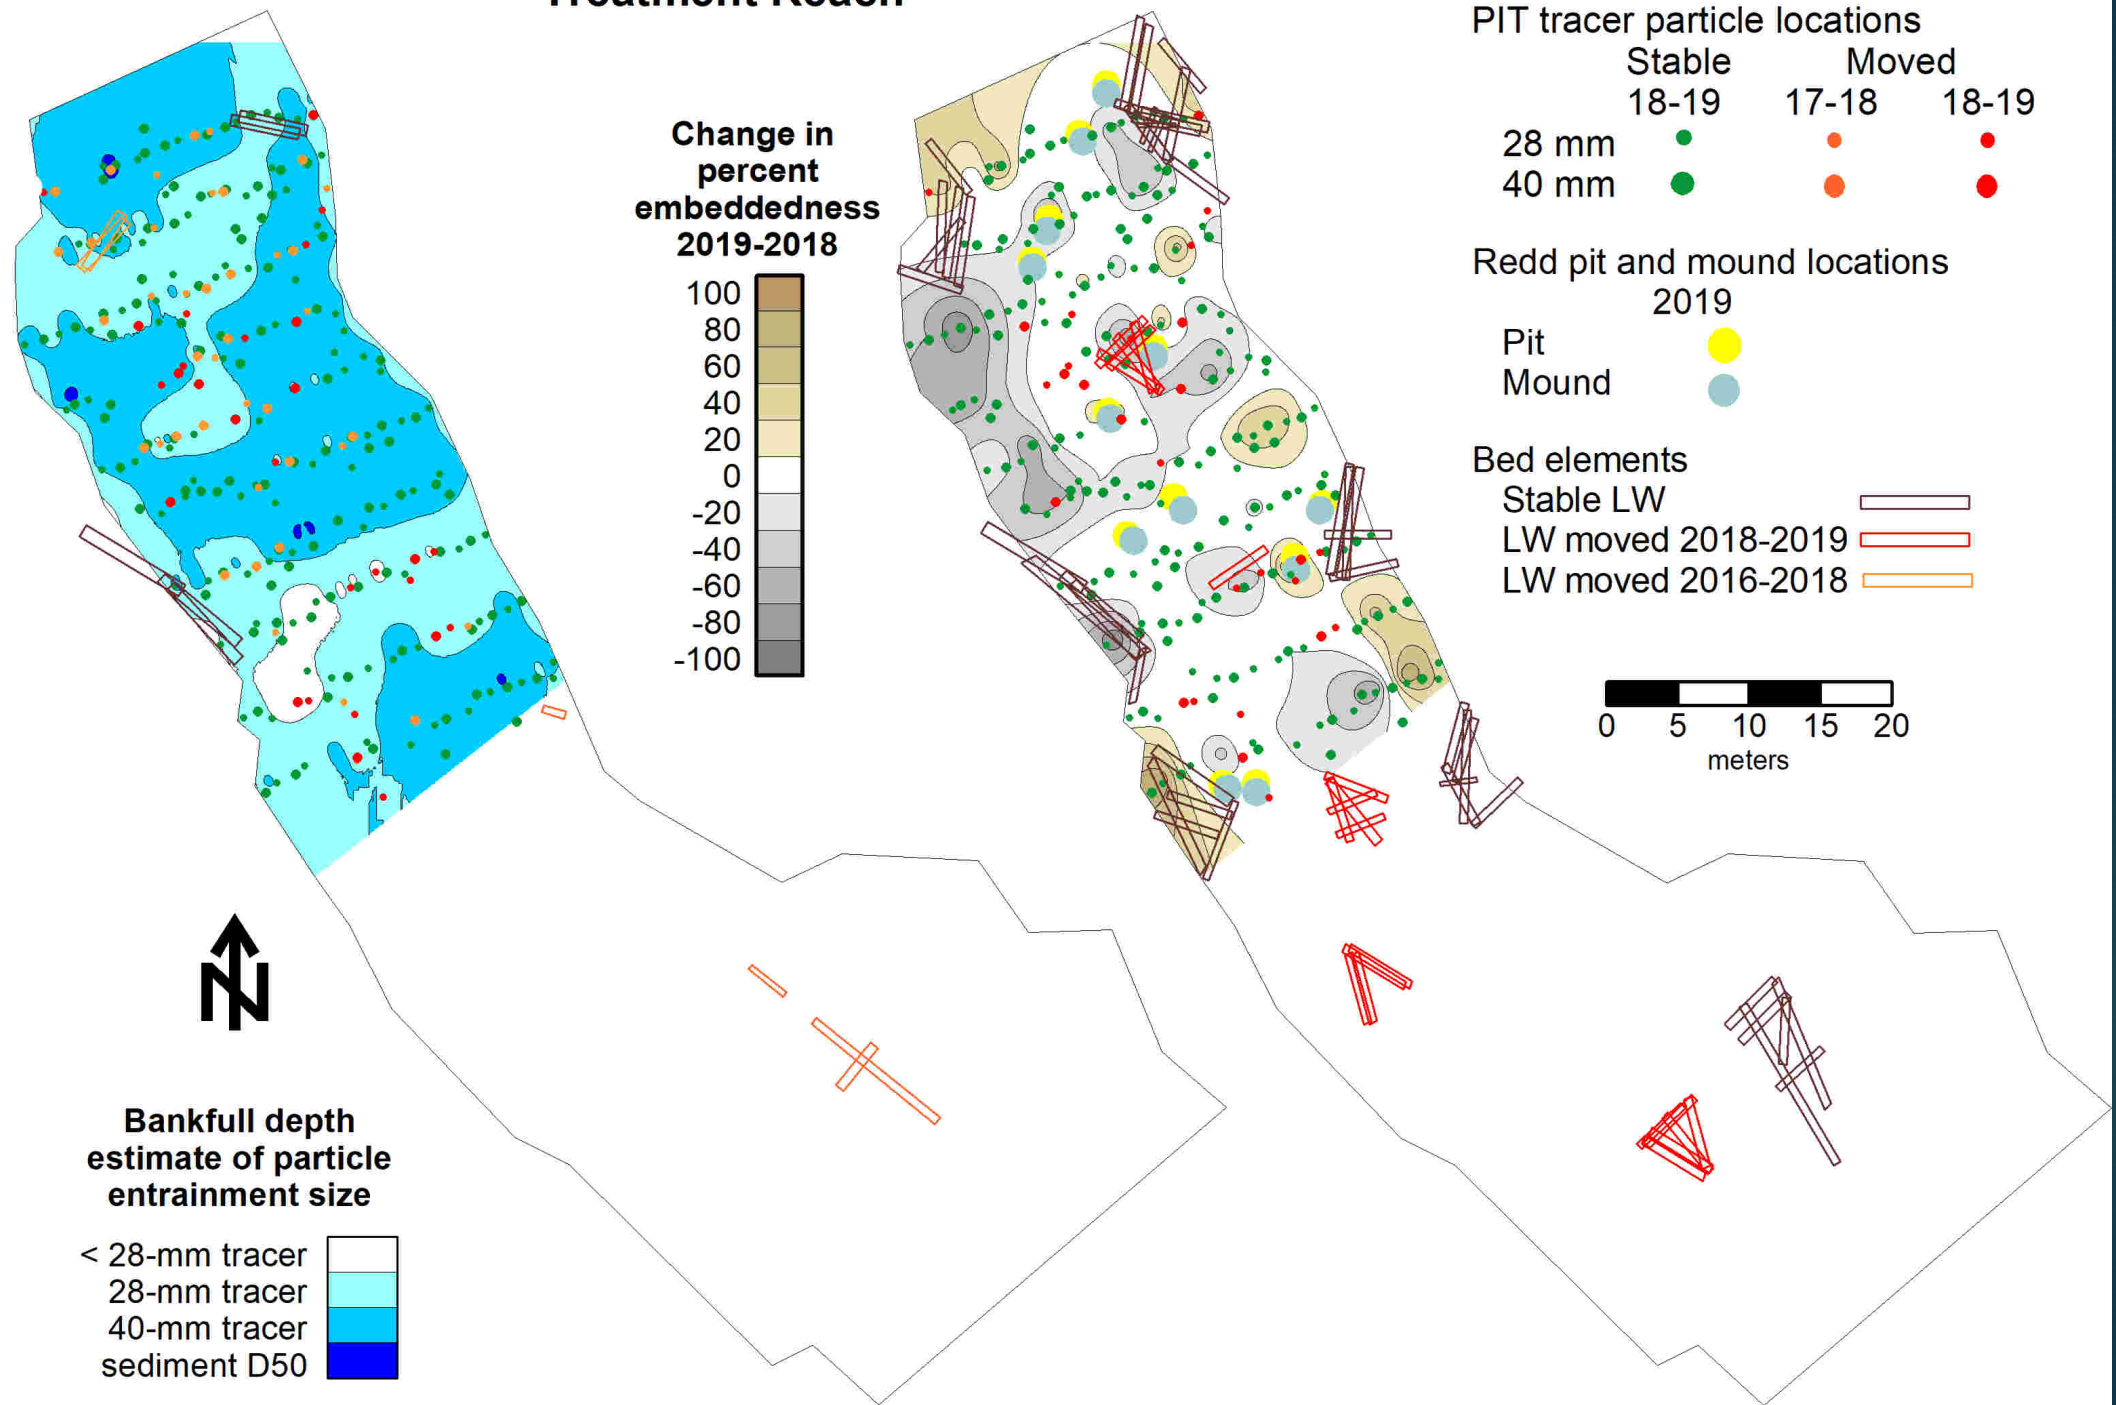 Treatment Reach
Change in
percent
embeddedness
2019-2018
100
80
60
40
20
0
-20
-40
-60
-80
-100
PIT tracer particle locations
Stable Moved
18-19 17-18 18-19
28 mm
40 mm
Redd pit and mound locations
2019
Pit
Mound
Bed elements
Stable LW
LW moved 2018-2019
LW moved 2016-2018
0 5 10 15 20
meters
N
Bankfull depth
estimate of particle
entrainment size
< 28-mm tracer
28-mm tracer
40-mm tracer
sediment D50